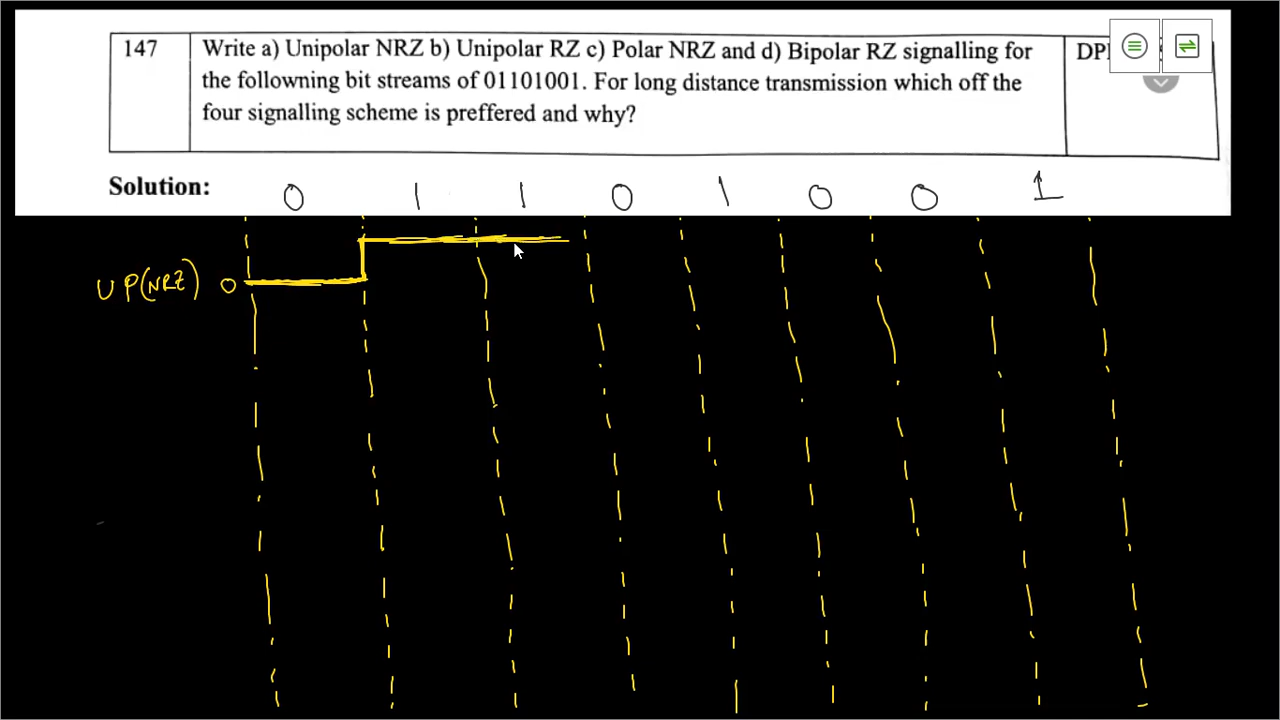 147 Write a) Unipolar NRZ b) Unipolar RZ c) Polar NRZ and d) Bipolar RZ signalling for
the followning bit streams of 01101001. For long distance transmission which off the
four signalling scheme is preffered and why?
Solution: 0 1 1 0 1 0 0 1
UP(NRZ) 0